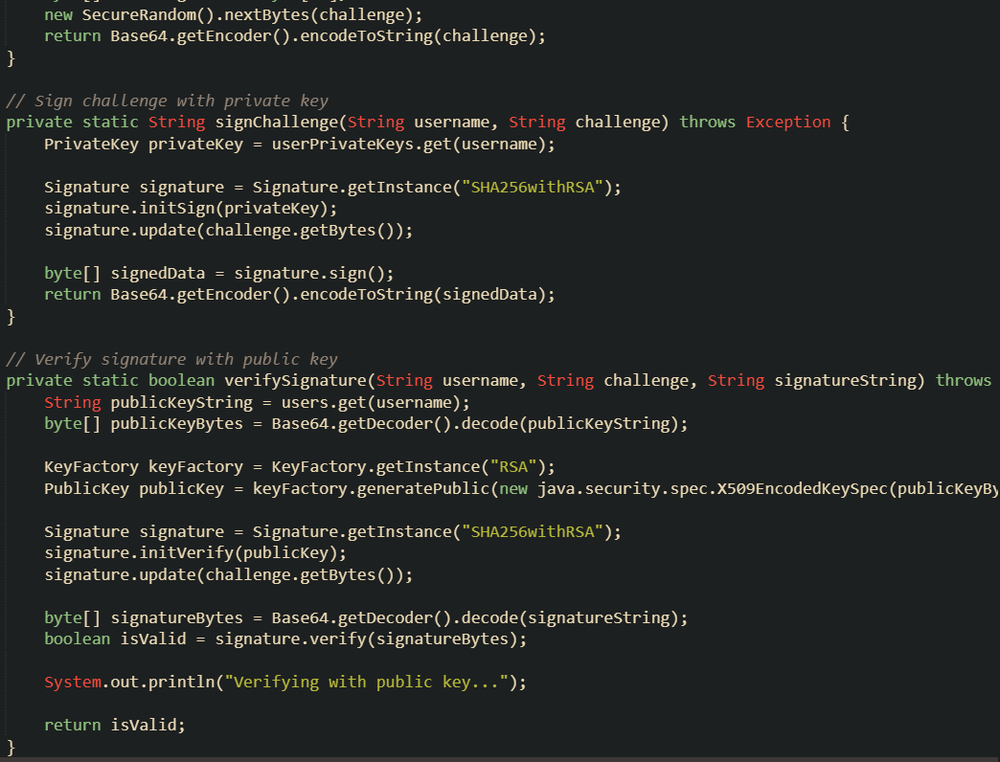 new SecureRandom().nextBytes(challenge);
return Base64.getEncoder().encodeToString(challenge);
}
// Sign challenge with private key
private static String signChallenge(String username, String challenge) throws Exception {
PrivateKey privateKey = userPrivateKeys.get(username);
Signature signature = Signature.getInstance("SHA256withRSA");
signature.initSign(privateKey);
signature.update(challenge.getBytes());
byte[] signedData = signature.sign();
return Base64.getEncoder().encodeToString(signedData);
}
// Verify signature with public key
private static boolean verifySignature(String username, String challenge, String signatureString) throws
String publicKeyString = users.get(username);
byte[] publicKeyBytes = Base64.getDecoder().decode(publicKeyString);
KeyFactory keyFactory = KeyFactory.getInstance("RSA");
PublicKey publicKey = keyFactory.generatePublic(new java.security.spec.X509EncodedKeySpec(publicKeyBy
Signature signature = Signature.getInstance("SHA256withRSA");
signature.initVerify(publicKey);
signature.update(challenge.getBytes());
byte[] signatureBytes = Base64.getDecoder().decode(signatureString);
boolean isValid = signature.verify(signatureBytes);
System.out.println("Verifying with public key...");
return isValid;
}